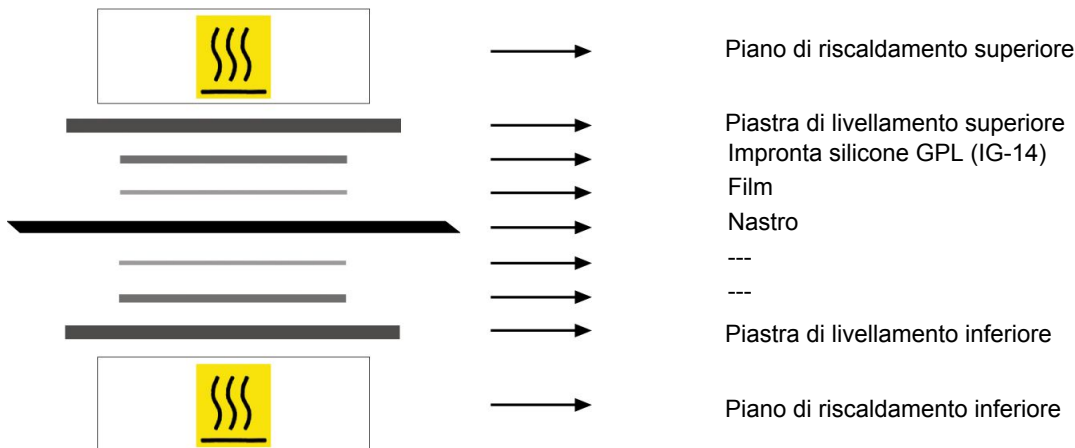 Piano di riscaldamento superiore
Piastra di livellamento superiore
Impronta silicone GPL (IG-14)
Film
Nastro
---
---
Piastra di livellamento inferiore
Piano di riscaldamento inferiore